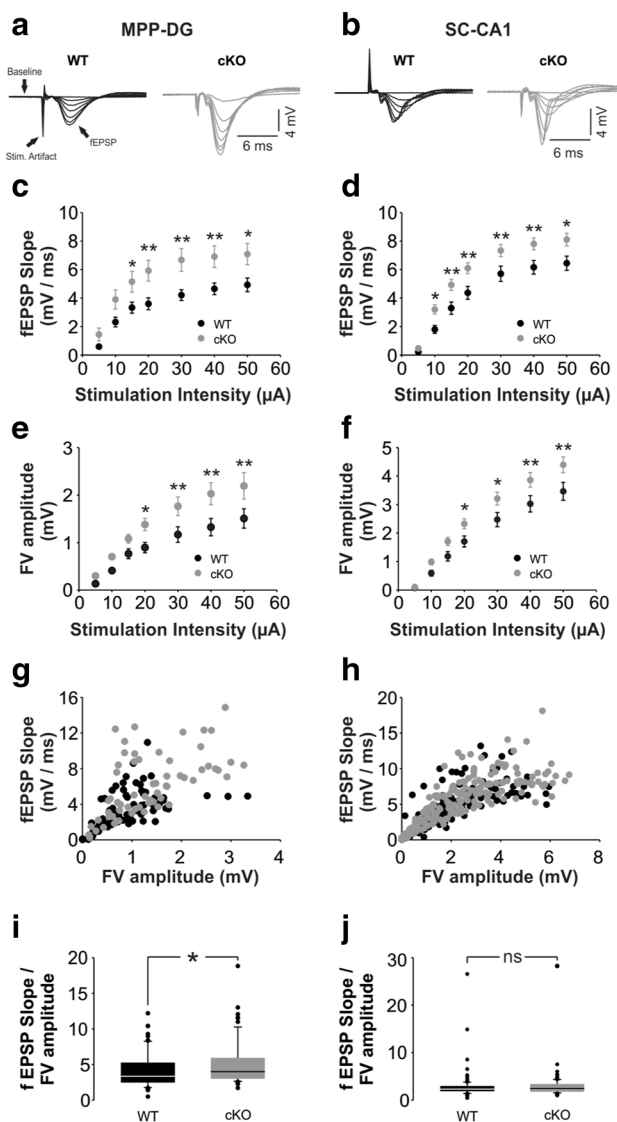 a MPP-DG
WT cKO
Baseline
Stim. Artifact
fEPSP
6 ms
4 mV
b SC-CA1
WT cKO
6 ms
4 mV
c
fEPSP Slope
(mV / ms)
10
8
6
4
2
0
* ** ** ** *
WT
cKO
0 10 20 30 40 50 60
Stimulation Intensity (µA)
d
fEPSP Slope
(mV / ms)
10
8
6
4
2
0
* ** ** ** ** *
WT
cKO
0 10 20 30 40 50 60
Stimulation Intensity (µA)
e
FV amplitude
(mV)
3
2
1
0
* ** ** **
WT
cKO
0 10 20 30 40 50 60
Stimulation Intensity (µA)
f
FV amplitude
(mV)
5
4
3
2
1
0
* * ** **
WT
cKO
0 10 20 30 40 50 60
Stimulation Intensity (µA)
g
fEPSP Slope
(mV / ms)
16
12
8
4
0
0 1 2 3 4
FV amplitude (mV)
h
fEPSP Slope
(mV / ms)
20
15
10
5
0
0 2 4 6 8
FV amplitude (mV)
i
f EPSP Slope /
FV amplitude
20
15
10
5
0
*
WT cKO
j
f EPSP Slope /
FV amplitude
30
20
10
0
ns
WT cKO